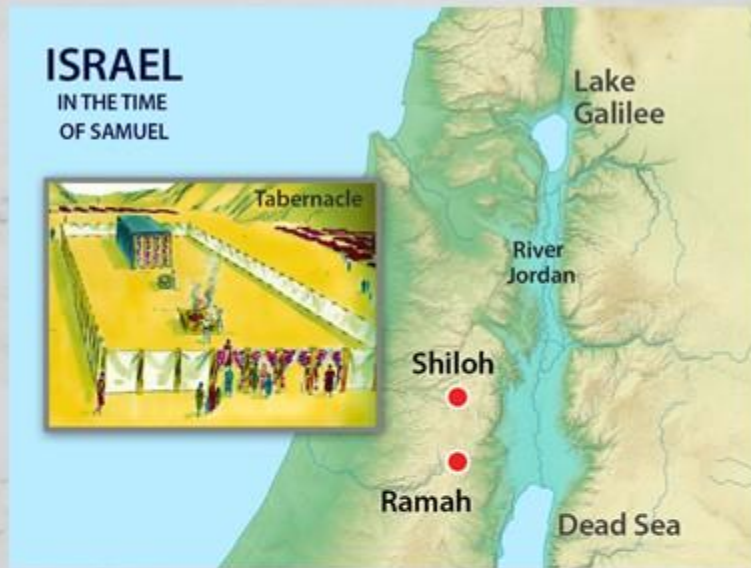 ISRAEL
IN THE TIME
OF SAMUEL
Tabernacle
Lake
Galilee
River
Jordan
Shiloh
Ramah
Dead Sea